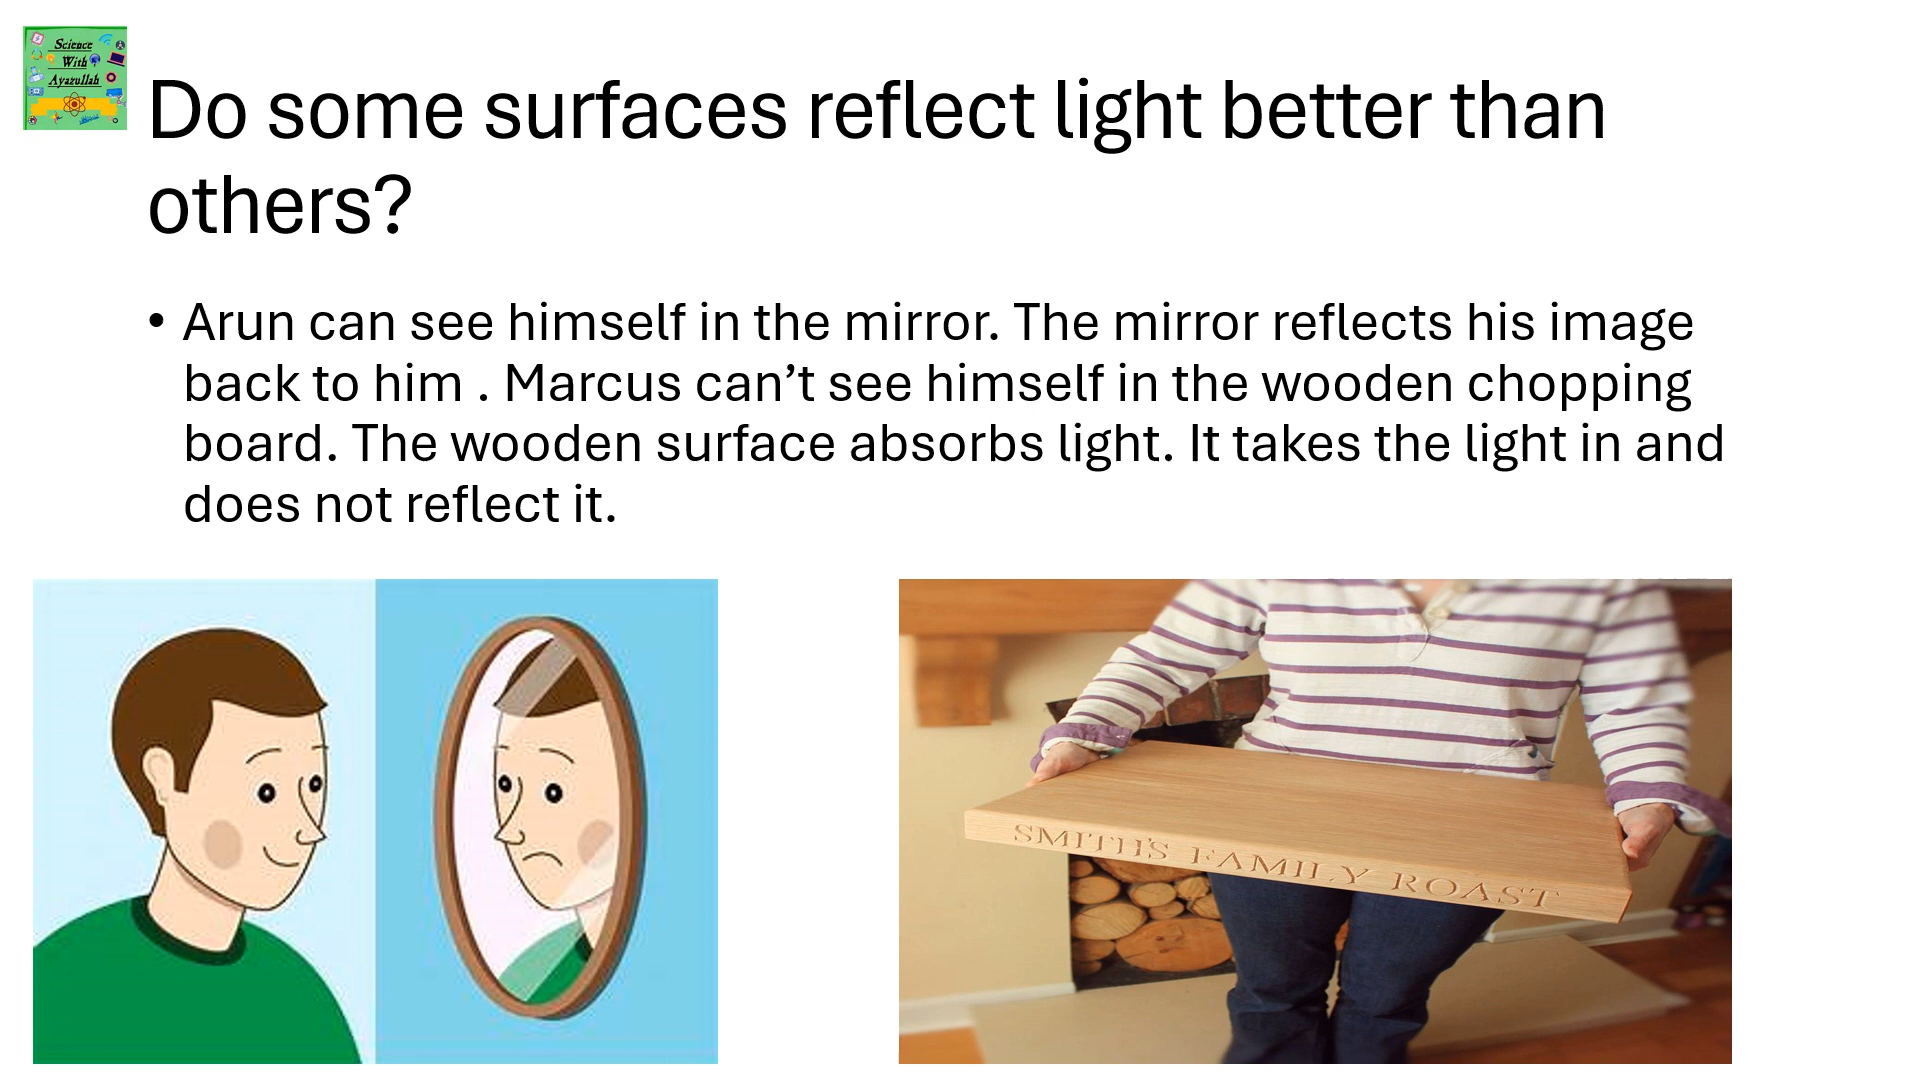 Science
With
Ayazullah
Do some surfaces reflect light better than
others?
• Arun can see himself in the mirror. The mirror reflects his image
back to him . Marcus can’t see himself in the wooden chopping
board. The wooden surface absorbs light. It takes the light in and
does not reflect it.
SMITH'S FAMILY ROAST